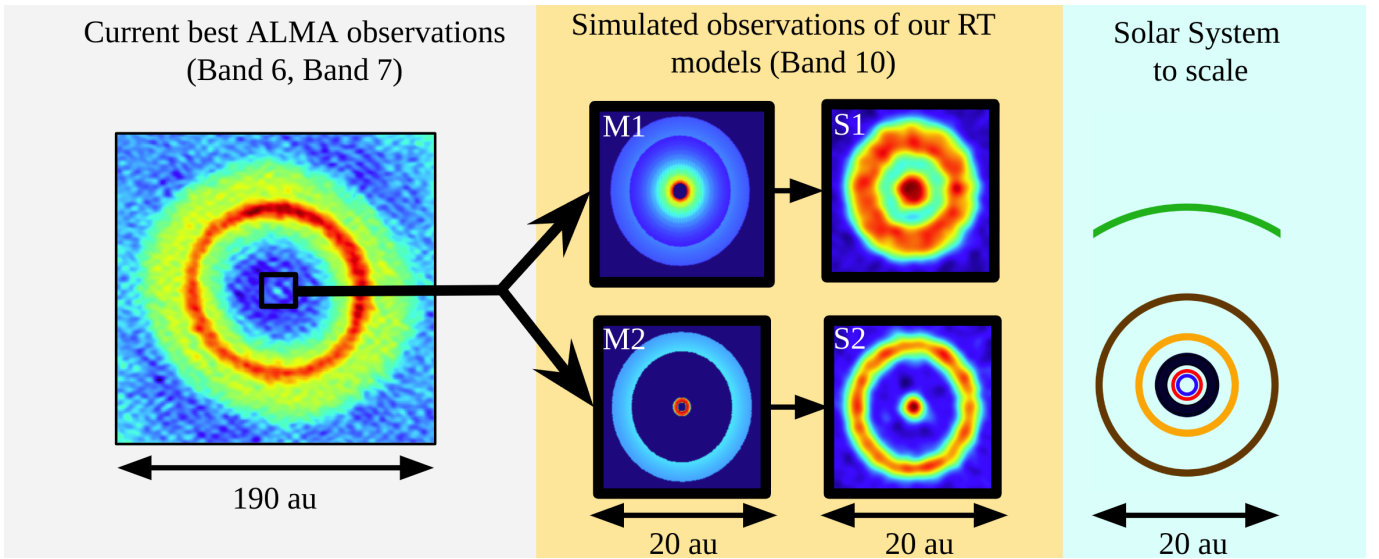 Current best ALMA observations
(Band 6, Band 7)
190 au
Simulated observations of our RT
models (Band 10)
M1
S1
M2
S2
20 au
20 au
Solar System
to scale
20 au